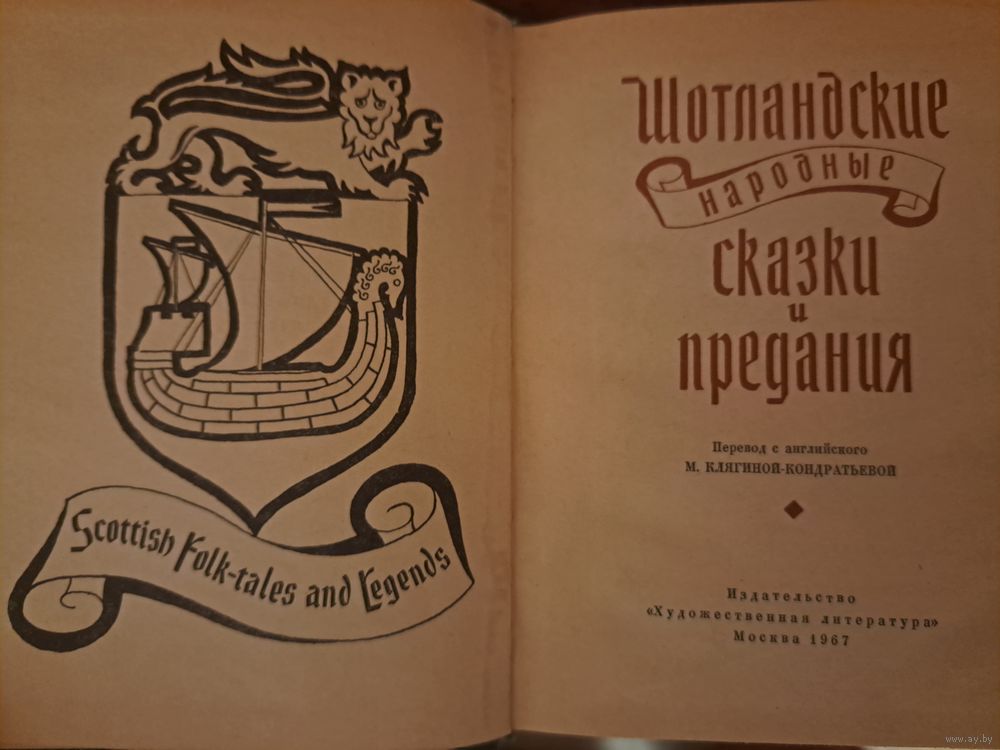 Scottish Folk-tales and Legends
Шотландские
народные
сказки
и
предания
Перевод с английского
М. КЛЯГИНОЙ-КОНДРАТЬЕВОЙ
Издательство
«Художественная литература»
Москва 1967
www.ay.by